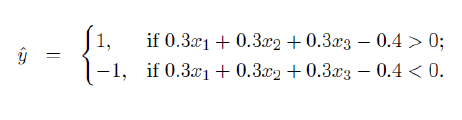 ŷ = { 1, if 0.3x₁ + 0.3x₂ + 0.3x₃ − 0.4 > 0;
−1, if 0.3x₁ + 0.3x₂ + 0.3x₃ − 0.4 < 0.